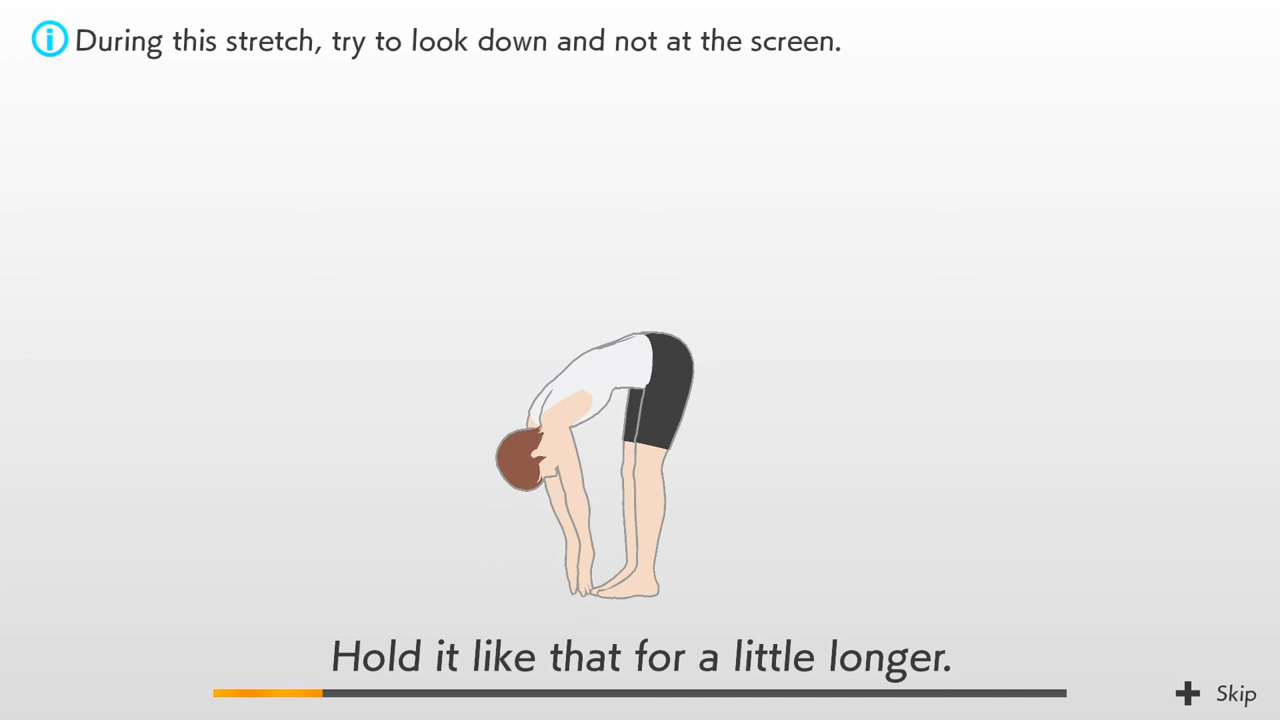 During this stretch, try to look down and not at the screen.
Hold it like that for a little longer.
Skip